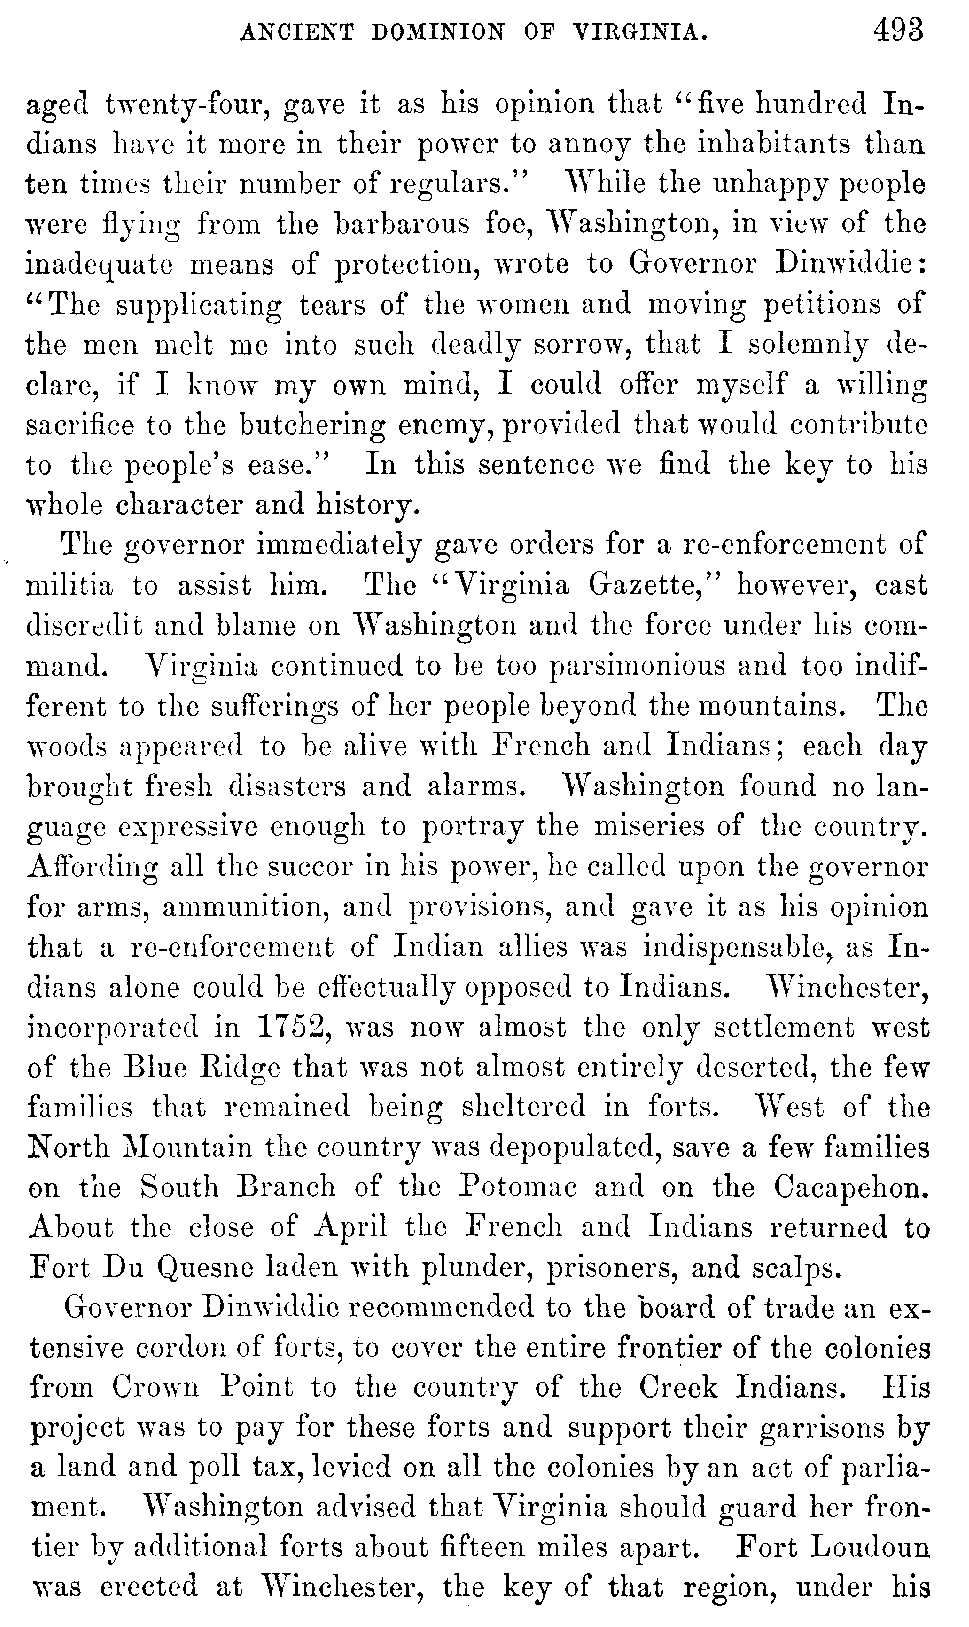 ANCIENT DOMINION OF VIRGINIA. 493
aged twenty-four, gave it as his opinion that “five hundred In-
dians have it more in their power to annoy the inhabitants than
ten times their number of regulars.” While the unhappy people
were flying from the barbarous foe, Washington, in view of the
inadequate means of protection, wrote to Governor Dinwiddie:
“The supplicating tears of the women and moving petitions of
the men melt me into such deadly sorrow, that I solemnly de-
clare, if I know my own mind, I could offer myself a willing
sacrifice to the butchering enemy, provided that would contribute
to the people's ease.” In this sentence we find the key to his
whole character and history.
The governor immediately gave orders for a re-enforcement of
militia to assist him. The “Virginia Gazette,” however, cast
discredit and blame on Washington and the force under his com-
mand. Virginia continued to be too parsimonious and too indif-
ferent to the sufferings of her people beyond the mountains. The
woods appeared to be alive with French and Indians; each day
brought fresh disasters and alarms. Washington found no lan-
guage expressive enough to portray the miseries of the country.
Affording all the succor in his power, he called upon the governor
for arms, ammunition, and provisions, and gave it as his opinion
that a re-enforcement of Indian allies was indispensable, as In-
dians alone could be effectually opposed to Indians. Winchester,
incorporated in 1752, was now almost the only settlement west
of the Blue Ridge that was not almost entirely deserted, the few
families that remained being sheltered in forts. West of the
North Mountain the country was depopulated, save a few families
on the South Branch of the Potomac and on the Cacapehon.
About the close of April the French and Indians returned to
Fort Du Quesne laden with plunder, prisoners, and scalps.
Governor Dinwiddie recommended to the board of trade an ex-
tensive cordon of forts, to cover the entire frontier of the colonies
from Crown Point to the country of the Creek Indians. His
project was to pay for these forts and support their garrisons by
a land and poll tax, levied on all the colonies by an act of parlia-
ment. Washington advised that Virginia should guard her fron-
tier by additional forts about fifteen miles apart. Fort Loudoun
was erected at Winchester, the key of that region, under his